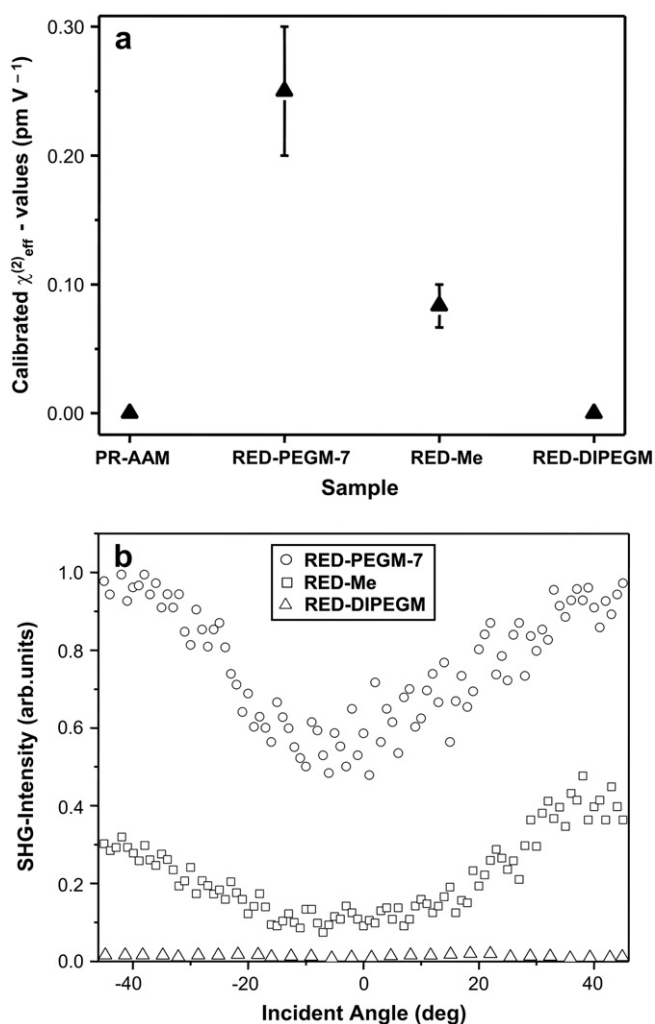 a
0.30
0.20
0.10
0.00
Calibrated χ(2)eff - values (pm V −1)
PR-AAM RED-PEGM-7 RED-Me RED-DIPEGM
Sample
b
RED-PEGM-7
RED-Me
RED-DIPEGM
1.0
0.8
0.6
0.4
0.2
0.0
SHG-Intensity (arb.units)
-40 -20 0 20 40
Incident Angle (deg)